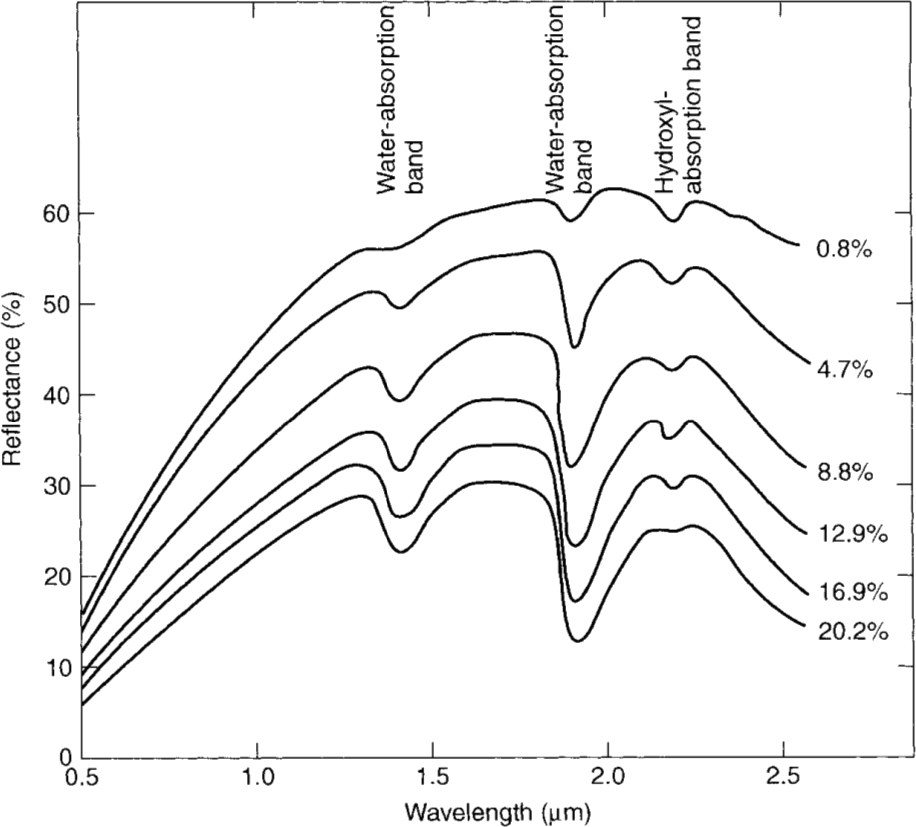 Water-absorption
band
Water-absorption
band
Hydroxyl-
absorption band
Reflectance (%)
60
50
40
30
20
10
0
0.8%
4.7%
8.8%
12.9%
16.9%
20.2%
0.5
1.0
1.5
2.0
2.5
Wavelength (μm)